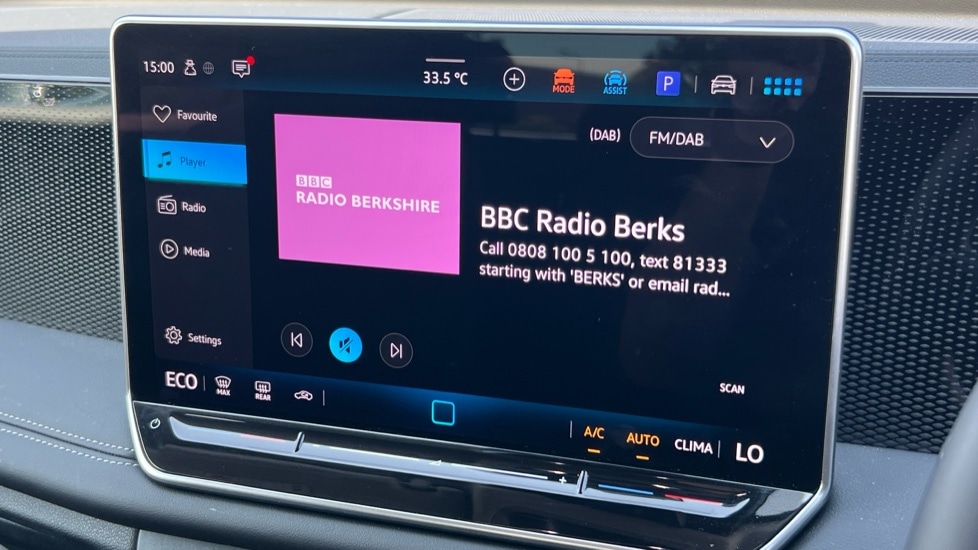 15:00
33.5 °C
MODE
ASSIST
P
Favourite
Player
Radio
Media
Settings
(DAB)
FM/DAB
BBC
RADIO BERKSHIRE
BBC Radio Berks
Call 0808 100 5 100, text 81333
starting with 'BERKS' or email rad...
SCAN
ECO
MAX
REAR
A/C
AUTO
CLIMA
LO
+